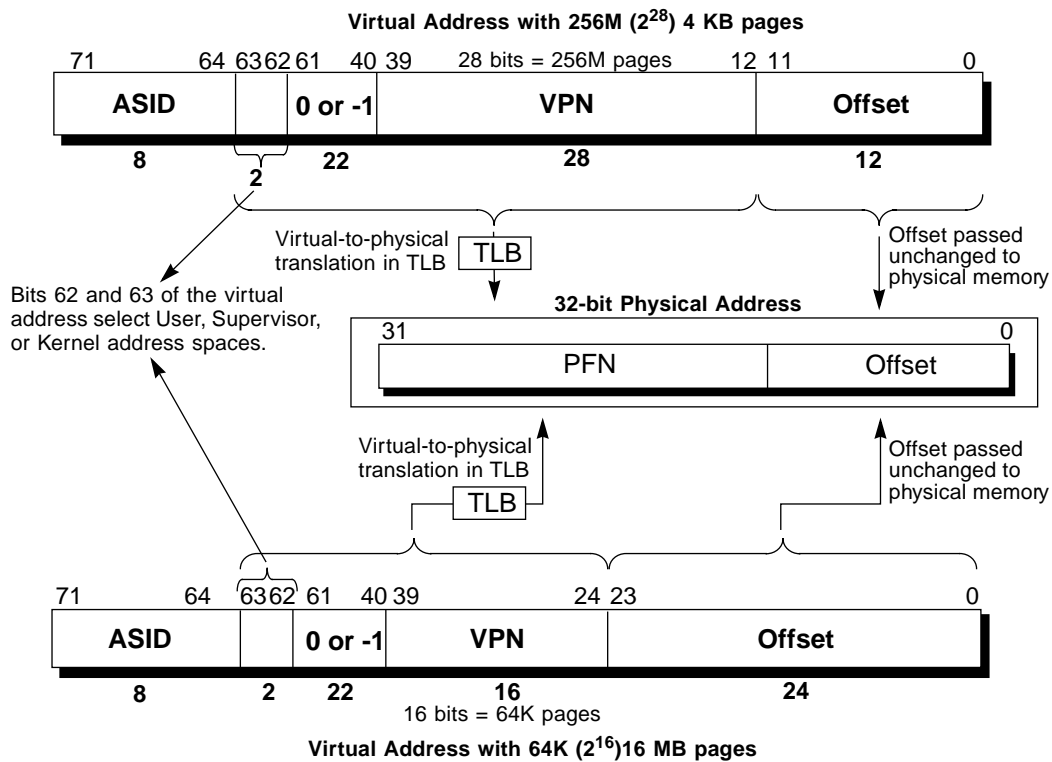 Virtual Address with 256M (2^28) 4 KB pages
71 64 63 62 61 40 39 28 bits = 256M pages 12 11 0
ASID 0 or -1 VPN Offset
8 2 22 28 12
Virtual-to-physical
translation in TLB
TLB
Offset passed
unchanged to
physical memory
Bits 62 and 63 of the virtual
address select User, Supervisor,
or Kernel address spaces.
32-bit Physical Address
31 0
PFN Offset
Virtual-to-physical
translation in TLB
TLB
Offset passed
unchanged to
physical memory
71 64 63 62 61 40 39 24 23 0
ASID 0 or -1 VPN Offset
8 2 22 16 24
16 bits = 64K pages
Virtual Address with 64K (2^16)16 MB pages